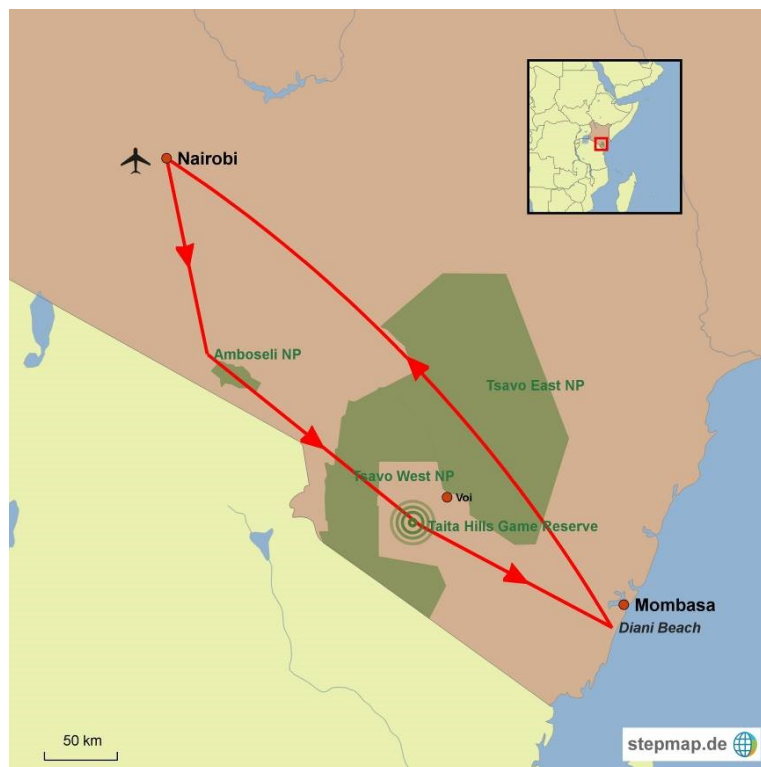 Nairobi
Amboseli NP
Tsavo East NP
Tsavo West NP
Voi
Taita Hills Game Reserve
Mombasa
Diani Beach
50 km
stepmap.de